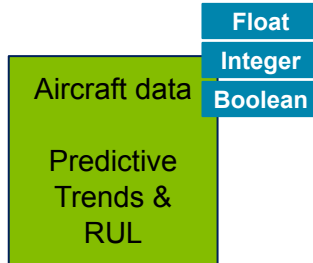 Float
Integer
Boolean
Aircraft data
Predictive
Trends &
RUL